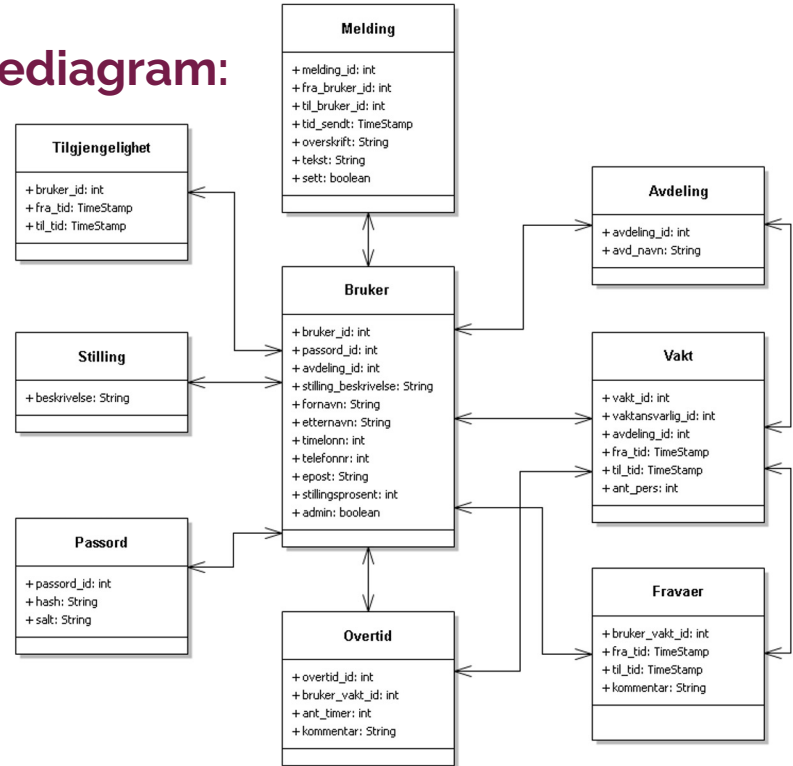 ediagram:
Melding
+ melding_id: int
+ fra_bruker_id: int
+ til_bruker_id: int
+ tid_sendt: TimeStamp
+ overskrift: String
+ tekst: String
+ sett: boolean
Tilgjengelighet
+ bruker_id: int
+ fra_tid: TimeStamp
+ til_tid: TimeStamp
Avdeling
+ avdeling_id: int
+ avd_navn: String
Bruker
+ bruker_id: int
+ passord_id: int
+ avdeling_id: int
+ stilling_beskrivelse: String
+ fornavn: String
+ etternavn: String
+ timelonn: int
+ telefonnr: int
+ epost: String
+ stillingsprosent: int
+ admin: boolean
Stilling
+ beskrivelse: String
Vakt
+ vakt_id: int
+ vaktansvarlig_id: int
+ avdeling_id: int
+ fra_tid: TimeStamp
+ til_tid: TimeStamp
+ ant_pers: int
Passord
+ passord_id: int
+ hash: String
+ salt: String
Overtid
+ overtid_id: int
+ bruker_vakt_id: int
+ ant_timer: int
+ kommentar: String
Fravaer
+ bruker_vakt_id: int
+ fra_tid: TimeStamp
+ til_tid: TimeStamp
+ kommentar: String